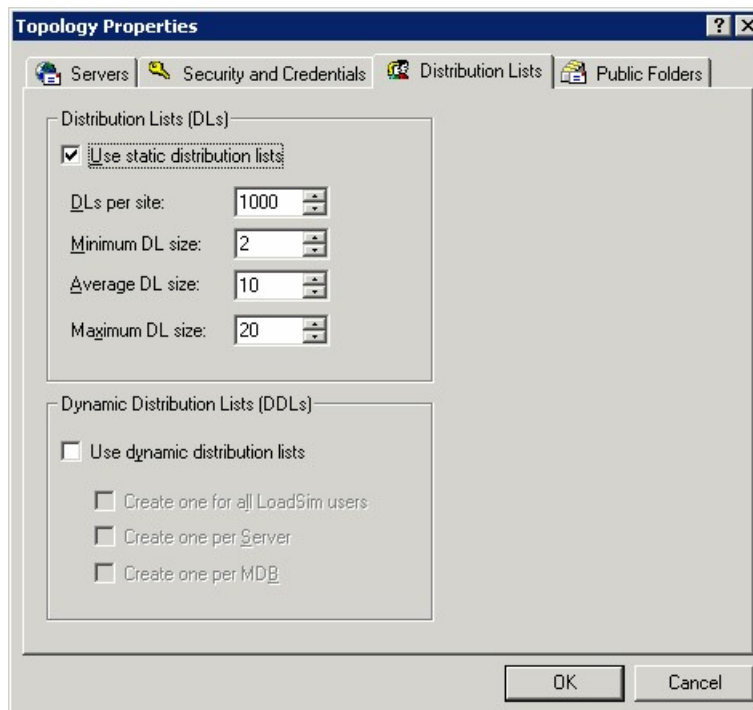 Topology Properties
Servers
Security and Credentials
Distribution Lists
Public Folders
Distribution Lists (DLs)
Use static distribution lists
DLs per site: 1000
Minimum DL size: 2
Average DL size: 10
Maximum DL size: 20
Dynamic Distribution Lists (DDLs)
Use dynamic distribution lists
Create one for all LoadSim users
Create one per Server
Create one per MDB
OK
Cancel